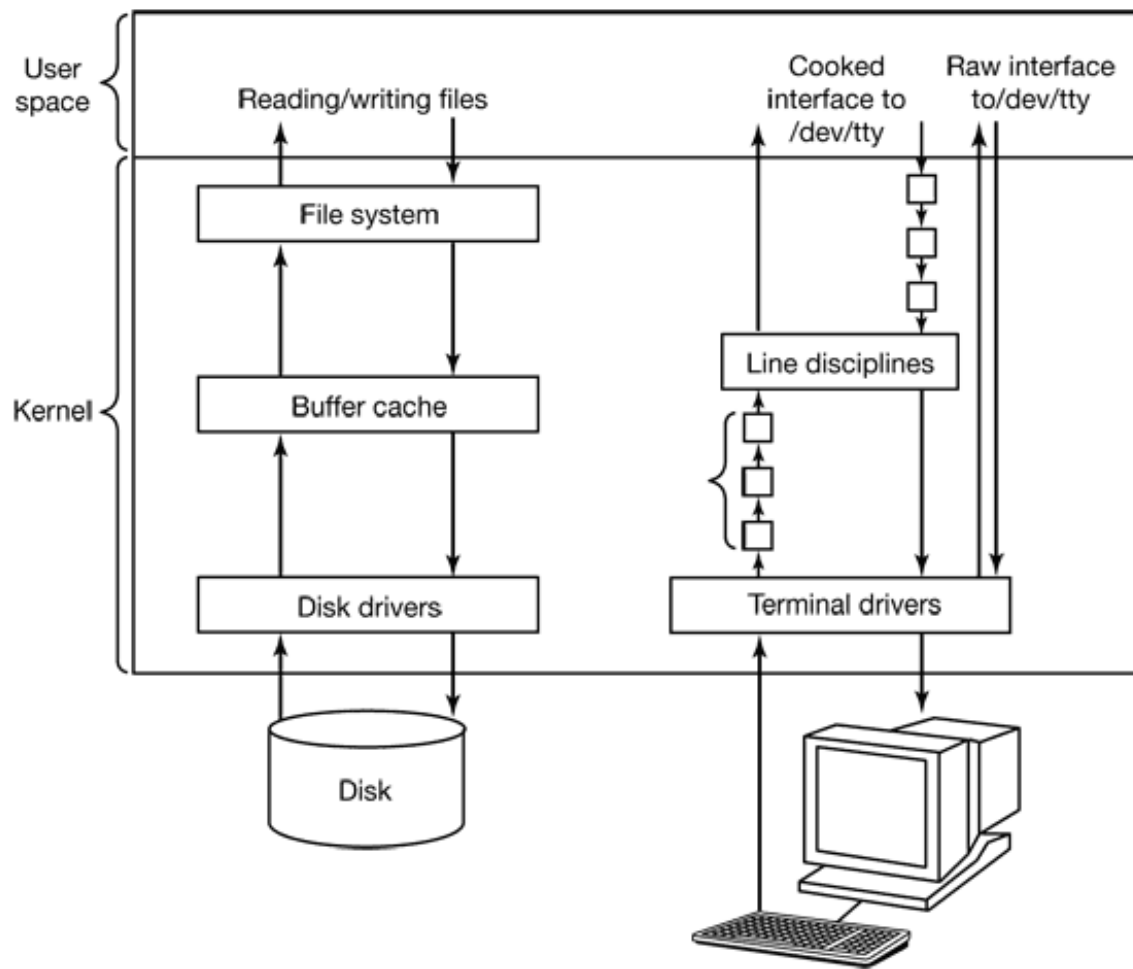 User
space
Reading/writing files
Cooked
interface to
/dev/tty
Raw interface
to/dev/tty
File system
Line disciplines
Kernel
Buffer cache
Disk drivers
Terminal drivers
Disk